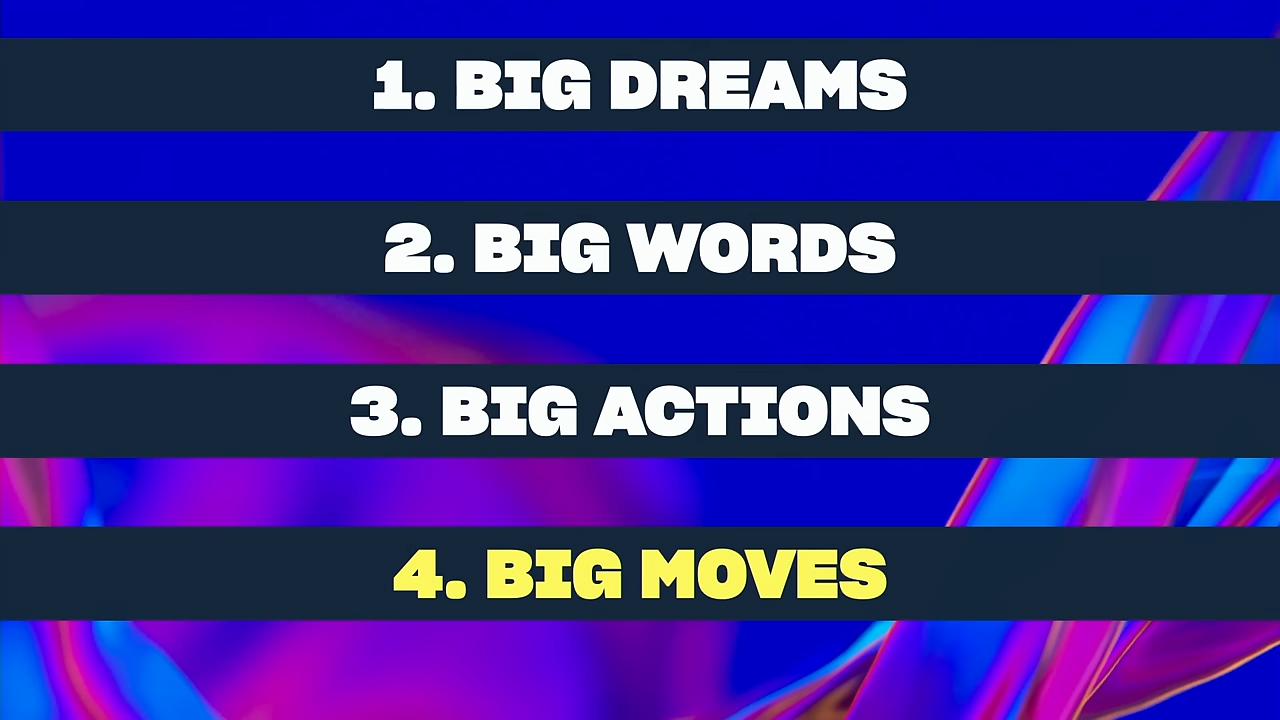 1. BIG DREAMS
2. BIG WORDS
3. BIG ACTIONS
4. BIG MOVES